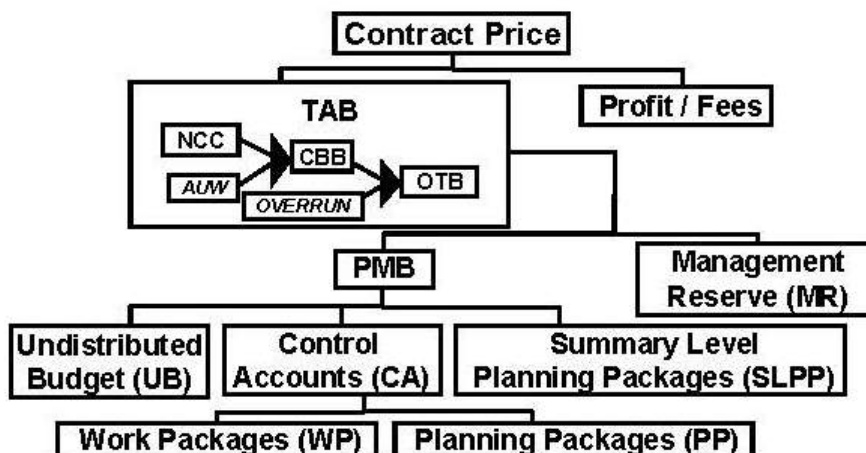 Contract Price
TAB
Profit / Fees
NCC
CBB
AUW
OTB
OVERRUN
PMB
Management
Reserve (MR)
Undistributed
Budget (UB)
Control
Accounts (CA)
Summary Level
Planning Packages (SLPP)
Work Packages (WP)
Planning Packages (PP)